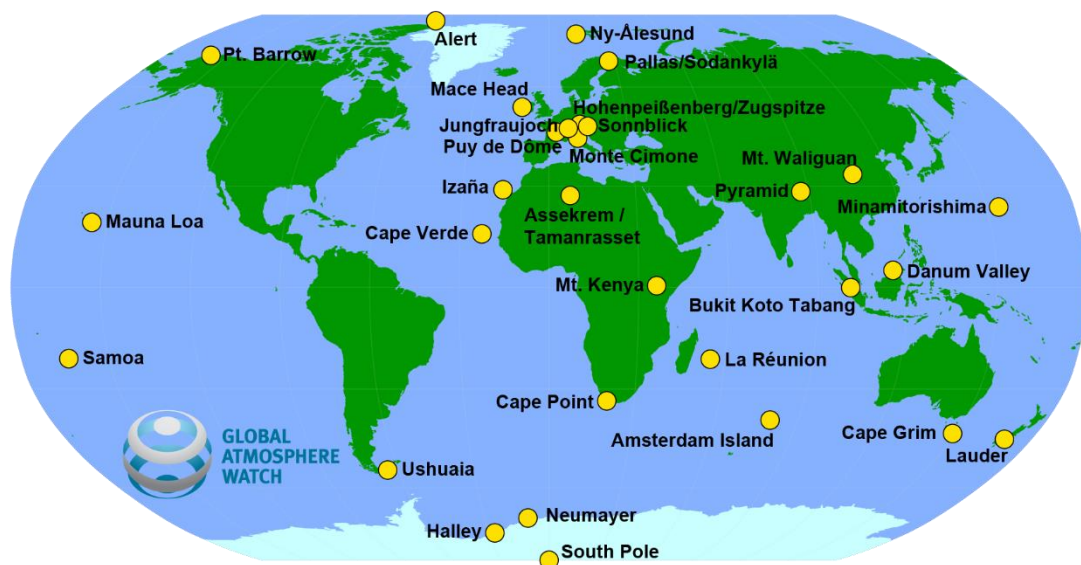 Alert
Ny-Ålesund
Pt. Barrow
Pallas/Sodankylä
Mace Head
Hohenpeißenberg/Zugspitze
Jungfraujoch
Sonnblick
Puy de Dôme
Monte Cimone
Mt. Waliguan
Izaña
Pyramid
Minamitorishima
Assekrem /
Tamanrasset
Mauna Loa
Cape Verde
Danum Valley
Mt. Kenya
Bukit Koto Tabang
Samoa
La Réunion
Cape Point
Amsterdam Island
Cape Grim
Lauder
GLOBAL
ATMOSPHERE
WATCH
Ushuaia
Neumayer
Halley
South Pole